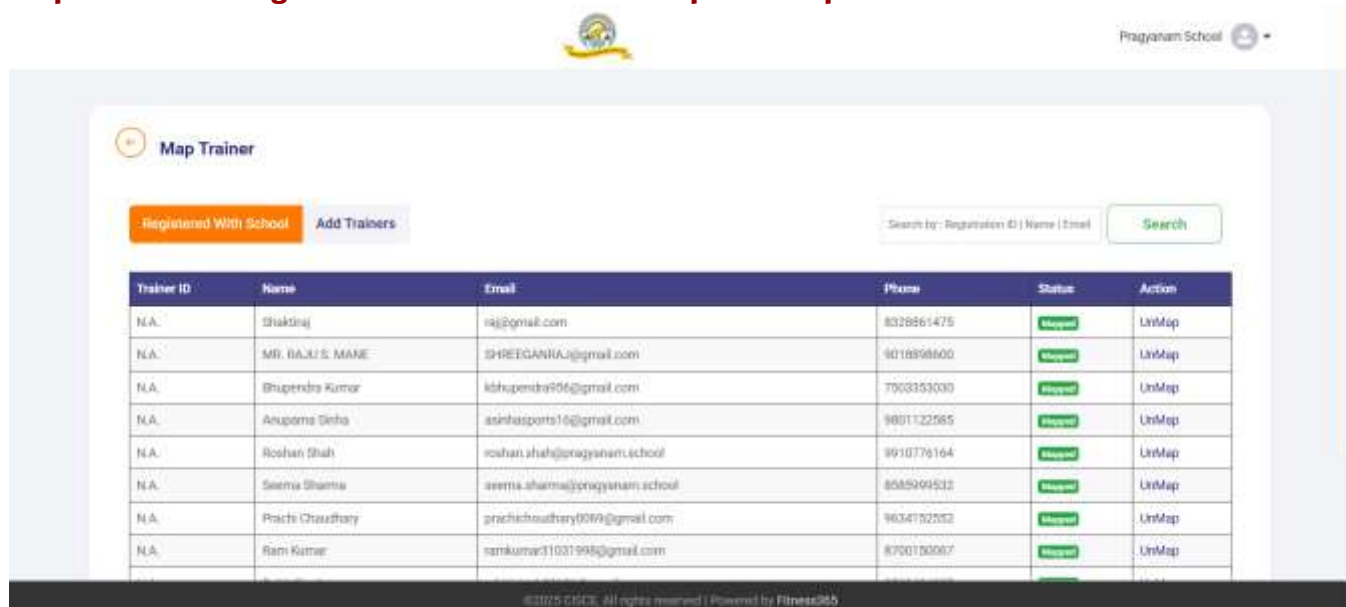 Pragyanam School
Map Trainer
Registered With School Add Trainers Search by : Registration ID | Name | Email Search
Trainer ID Name Email Phone Status Action
N.A. Shaktiraj raj@gmail.com 8328861475 Mapped UnMap
N.A. MR. RAJU S. MANE SHREEGANRAJ@gmail.com 9018898600 Mapped UnMap
N.A. Bhupendra Kumar kbhupendra956@gmail.com 7503353030 Mapped UnMap
N.A. Anupama Sinha asinhasports16@gmail.com 9801122585 Mapped UnMap
N.A. Roshan Shah roshan.shah@pragyanam.school 9910776164 Mapped UnMap
N.A. Seema Sharma seema.sharma@pragyanam.school 8585999532 Mapped UnMap
N.A. Prachi Chaudhary prachichoudhary0069@gmail.com 9634152552 Mapped UnMap
N.A. Ram Kumar ramkumar31031998@gmail.com 8700150067 Mapped UnMap
©2025 CISCE. All rights reserved | Powered by Fitness365